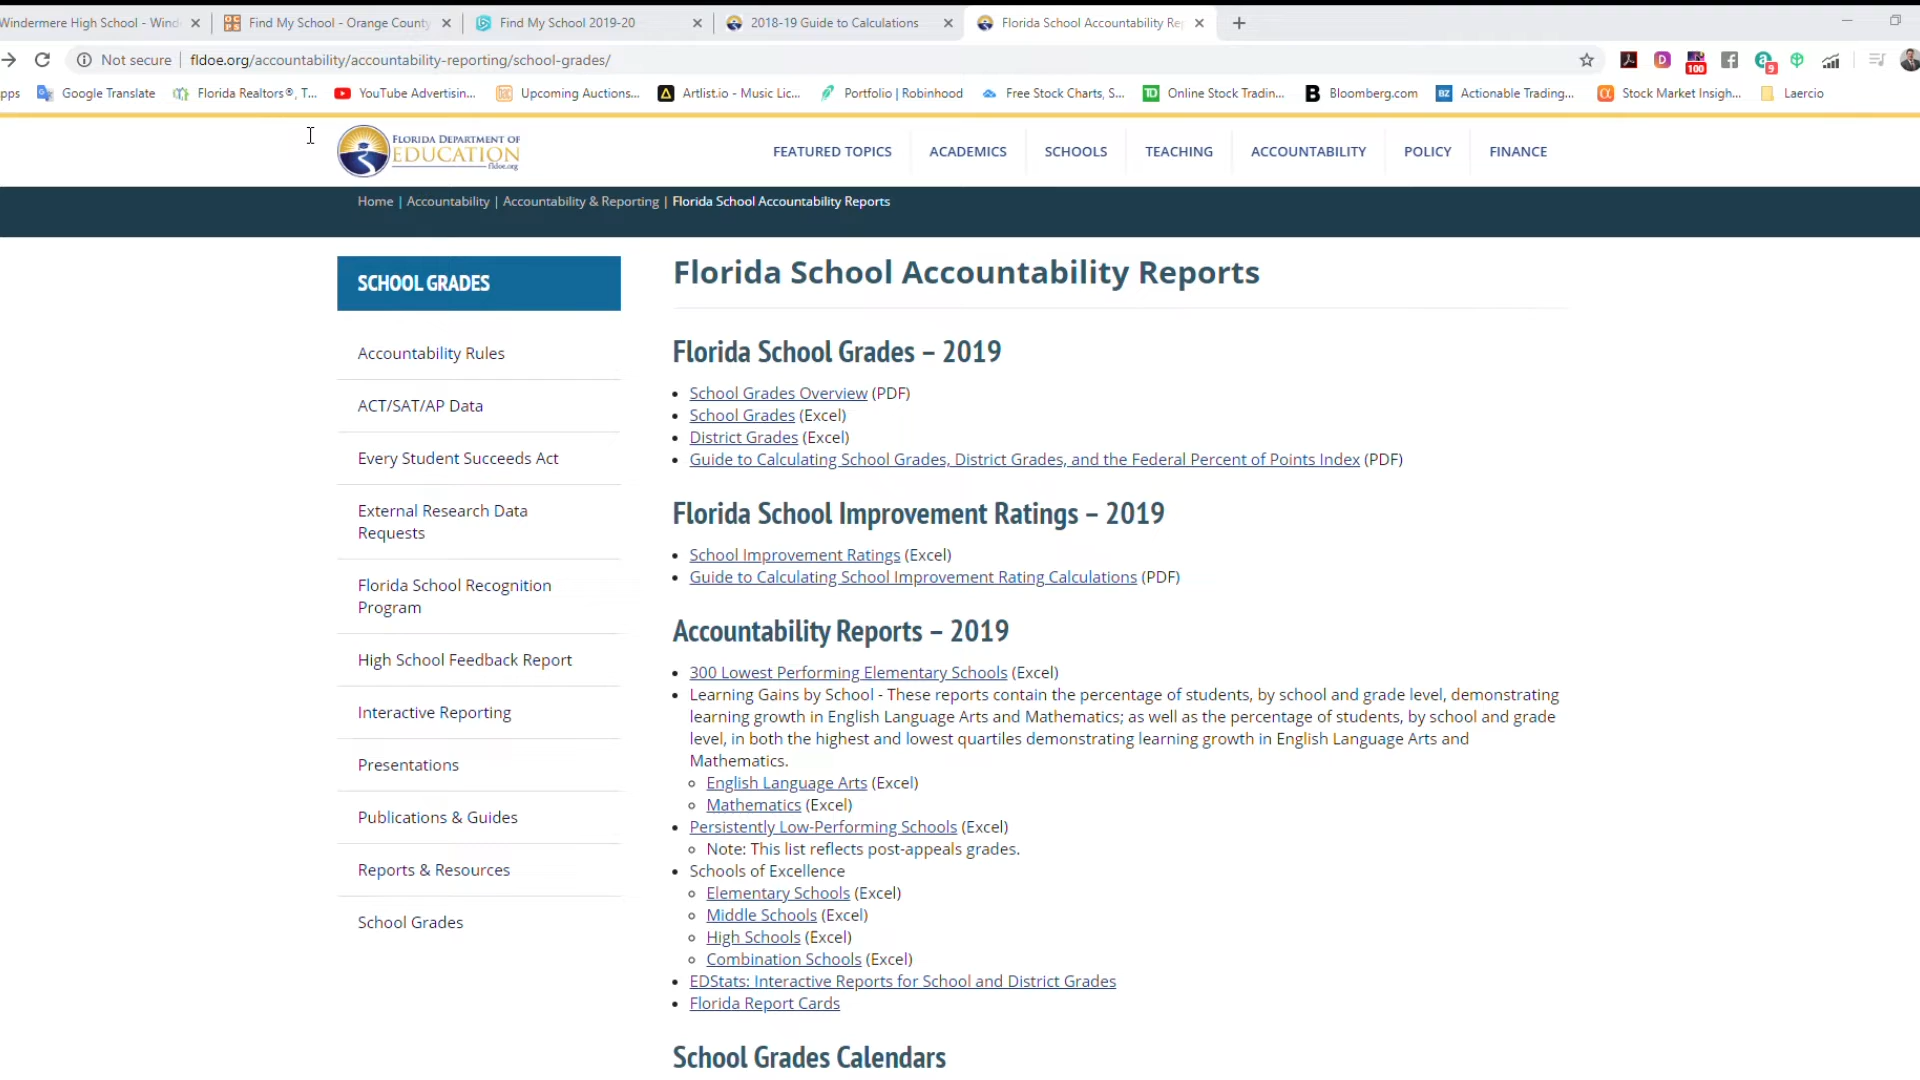 Windermere High School - Wind
Find My School - Orange County
Find My School 2019-20
2018-19 Guide to Calculations
Florida School Accountability Rep
Not secure
fldoe.org/accountability/accountability-reporting/school-grades/
100
9
pps
Google Translate
Florida Realtors®, T...
YouTube Advertisin...
Upcoming Auctions...
Artlist.io - Music Lic...
Portfolio | Robinhood
Free Stock Charts, S...
Online Stock Tradin...
Bloomberg.com
Actionable Trading...
Stock Market Insigh...
Laercio
FLORIDA DEPARTMENT OF
EDUCATION
fldoe.org
FEATURED TOPICS
ACADEMICS
SCHOOLS
TEACHING
ACCOUNTABILITY
POLICY
FINANCE
Home | Accountability | Accountability & Reporting | Florida School Accountability Reports
SCHOOL GRADES
Accountability Rules
ACT/SAT/AP Data
Every Student Succeeds Act
External Research Data
Requests
Florida School Recognition
Program
High School Feedback Report
Interactive Reporting
Presentations
Publications & Guides
Reports & Resources
School Grades
Florida School Accountability Reports
Florida School Grades – 2019
School Grades Overview (PDF)
School Grades (Excel)
District Grades (Excel)
Guide to Calculating School Grades, District Grades, and the Federal Percent of Points Index (PDF)
Florida School Improvement Ratings – 2019
School Improvement Ratings (Excel)
Guide to Calculating School Improvement Rating Calculations (PDF)
Accountability Reports – 2019
300 Lowest Performing Elementary Schools (Excel)
Learning Gains by School - These reports contain the percentage of students, by school and grade level, demonstrating
learning growth in English Language Arts and Mathematics; as well as the percentage of students, by school and grade
level, in both the highest and lowest quartiles demonstrating learning growth in English Language Arts and
Mathematics.
English Language Arts (Excel)
Mathematics (Excel)
Persistently Low-Performing Schools (Excel)
Note: This list reflects post-appeals grades.
Schools of Excellence
Elementary Schools (Excel)
Middle Schools (Excel)
High Schools (Excel)
Combination Schools (Excel)
EDStats: Interactive Reports for School and District Grades
Florida Report Cards
School Grades Calendars